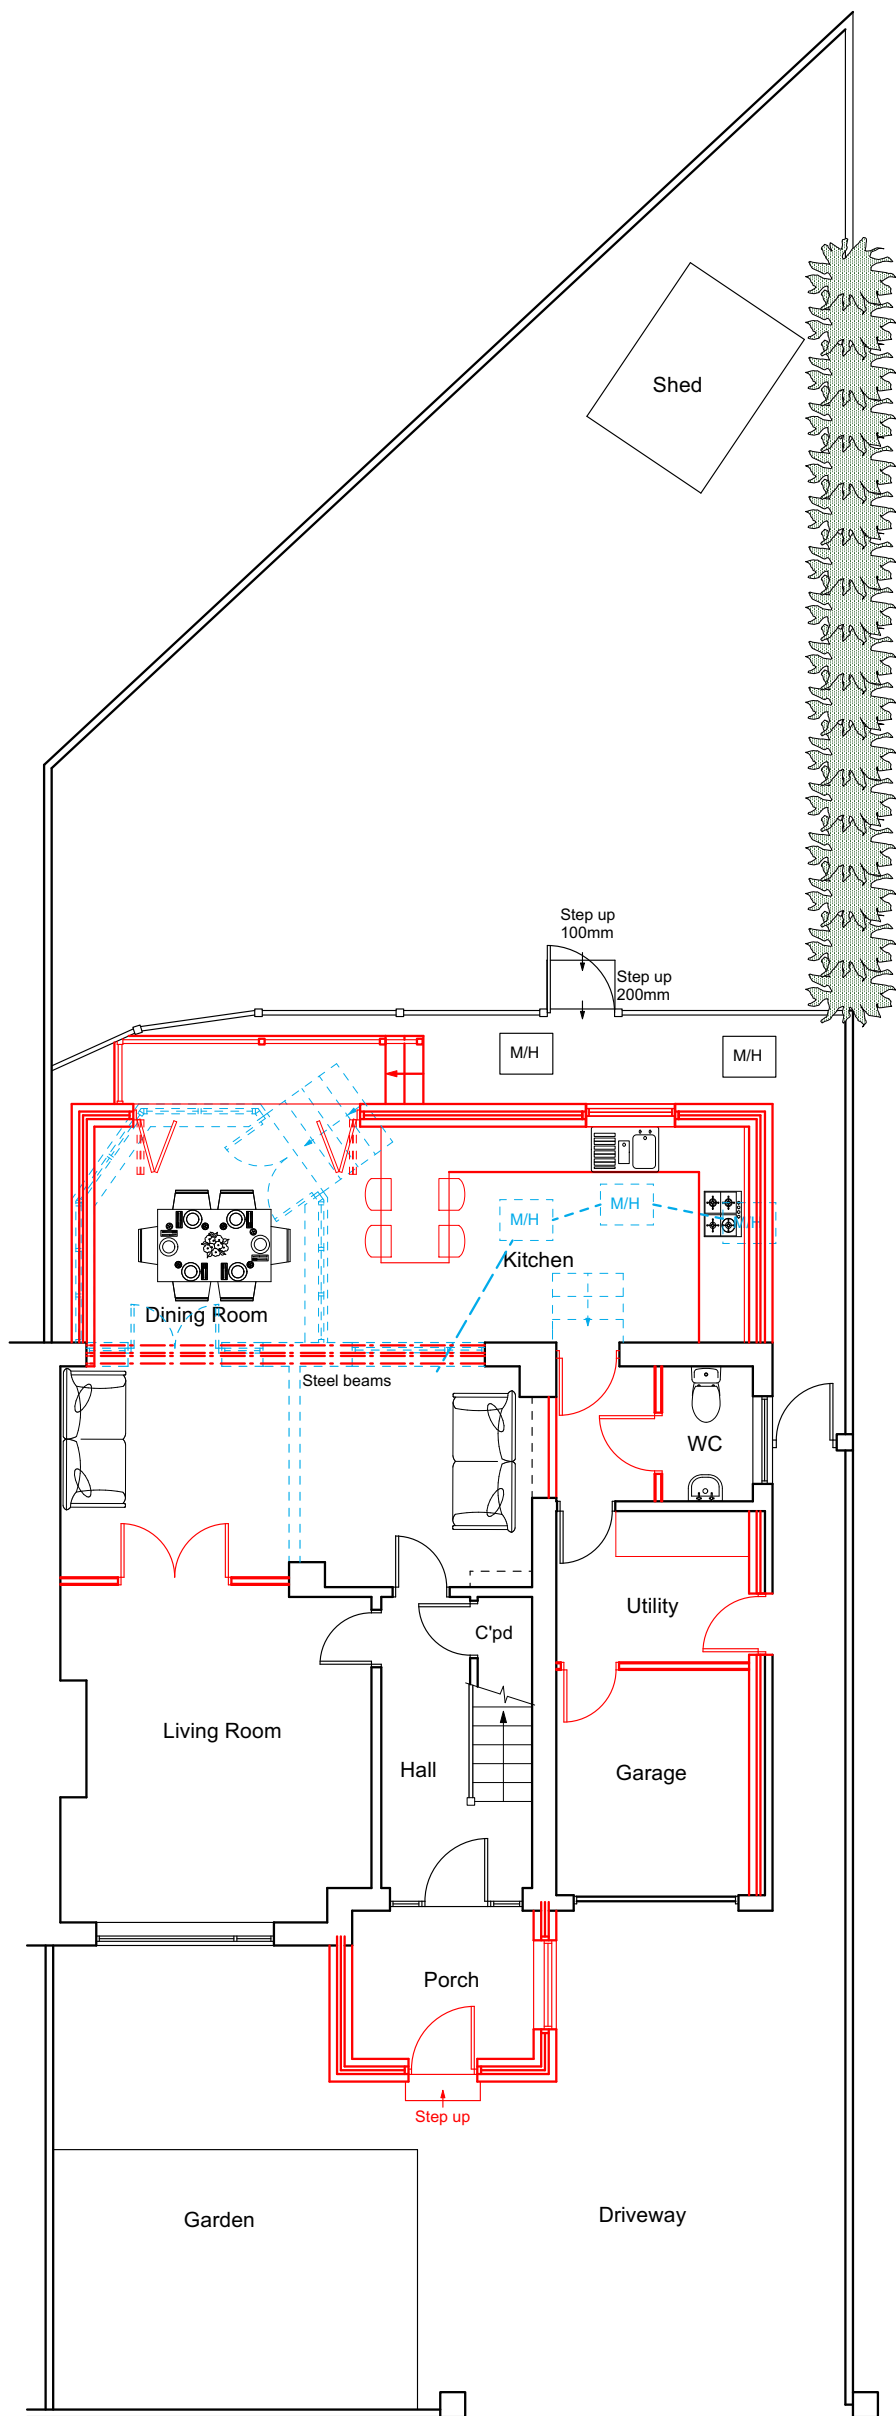 Shed
Step up
100mm
Step up
200mm
M/H
M/H
M/H
M/H
M/H
Kitchen
Dining Room
Steel beams
WC
Utility
C'pd
Living Room
Hall
Garage
Porch
Step up
Garden
Driveway